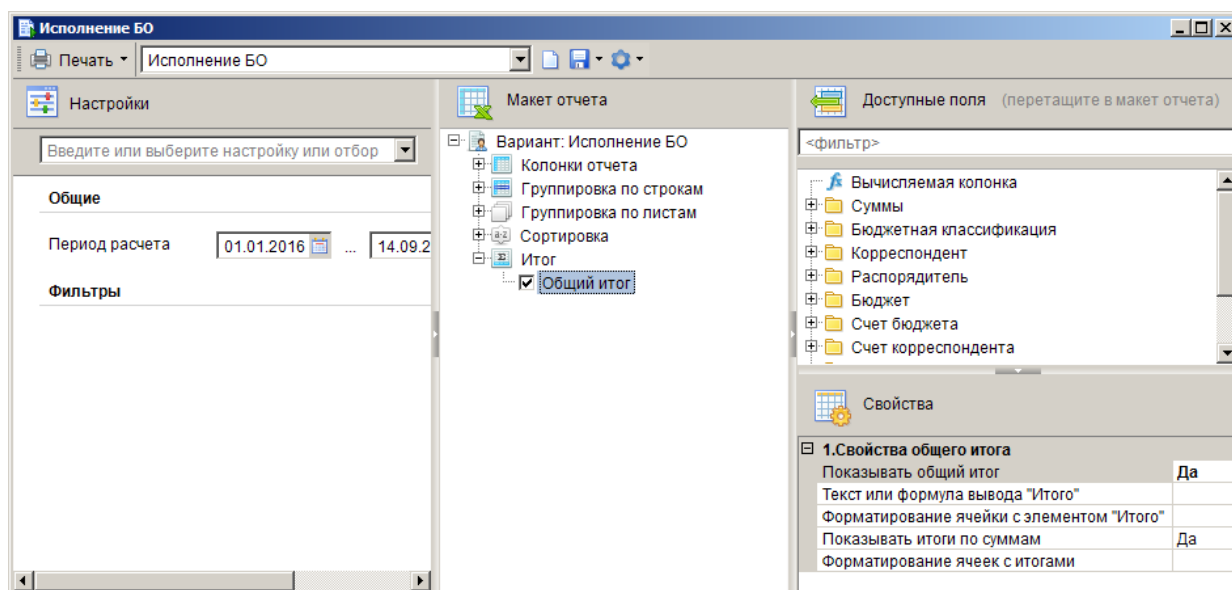 Исполнение БО
Печать
Исполнение БО
Настройки
Введите или выберите настройку или отбор
Общие
Период расчета 01.01.2016 ... 14.09.2
Фильтры
Макет отчета
Вариант: Исполнение БО
Колонки отчета
Группировка по строкам
Группировка по листам
Сортировка
Итог
Общий итог
Доступные поля (перетащите в макет отчета)
<фильтр>
fx Вычисляемая колонка
Суммы
Бюджетная классификация
Корреспондент
Распорядитель
Бюджет
Счет бюджета
Счет корреспондента
Свойства
1.Свойства общего итога
Показывать общий итог Да
Текст или формула вывода "Итого"
Форматирование ячейки с элементом "Итого"
Показывать итоги по суммам Да
Форматирование ячеек с итогами